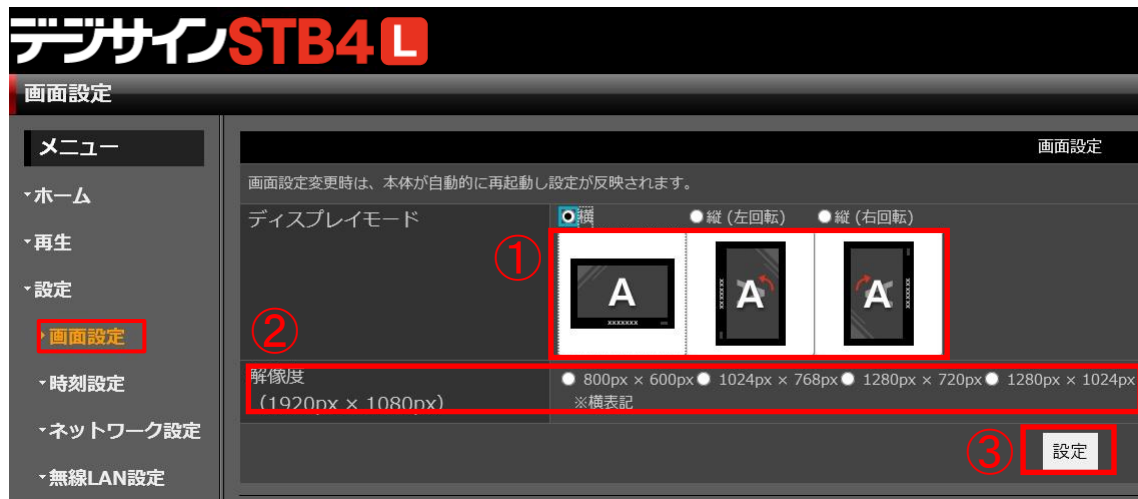 デジサインSTB4 L
画面設定
メニュー
画面設定
ホーム
画面設定変更時は、本体が自動的に再起動し設定が反映されます。
ディスプレイモード
横 縦 (左回転) 縦 (右回転)
再生
①
設定
A A A
xxxxxxx
②
画面設定
解像度
(1920px × 1080px)
800px × 600px 1024px × 768px 1280px × 720px 1280px × 1024px
※横表記
時刻設定
ネットワーク設定
③
設定
無線LAN設定